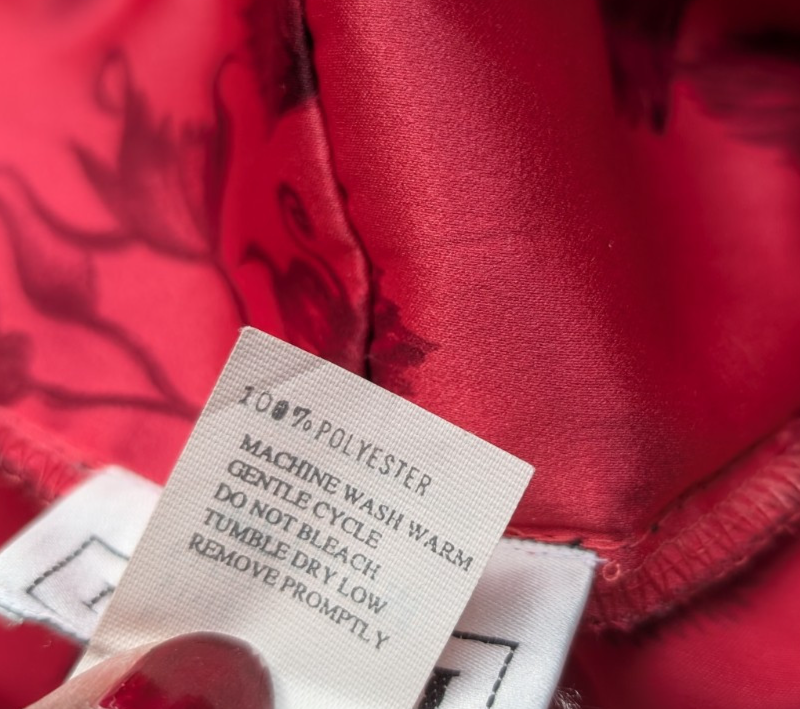 100% POLYESTER
MACHINE WASH WARM
GENTLE CYCLE
DO NOT BLEACH
TUMBLE DRY LOW
REMOVE PROMPTLY